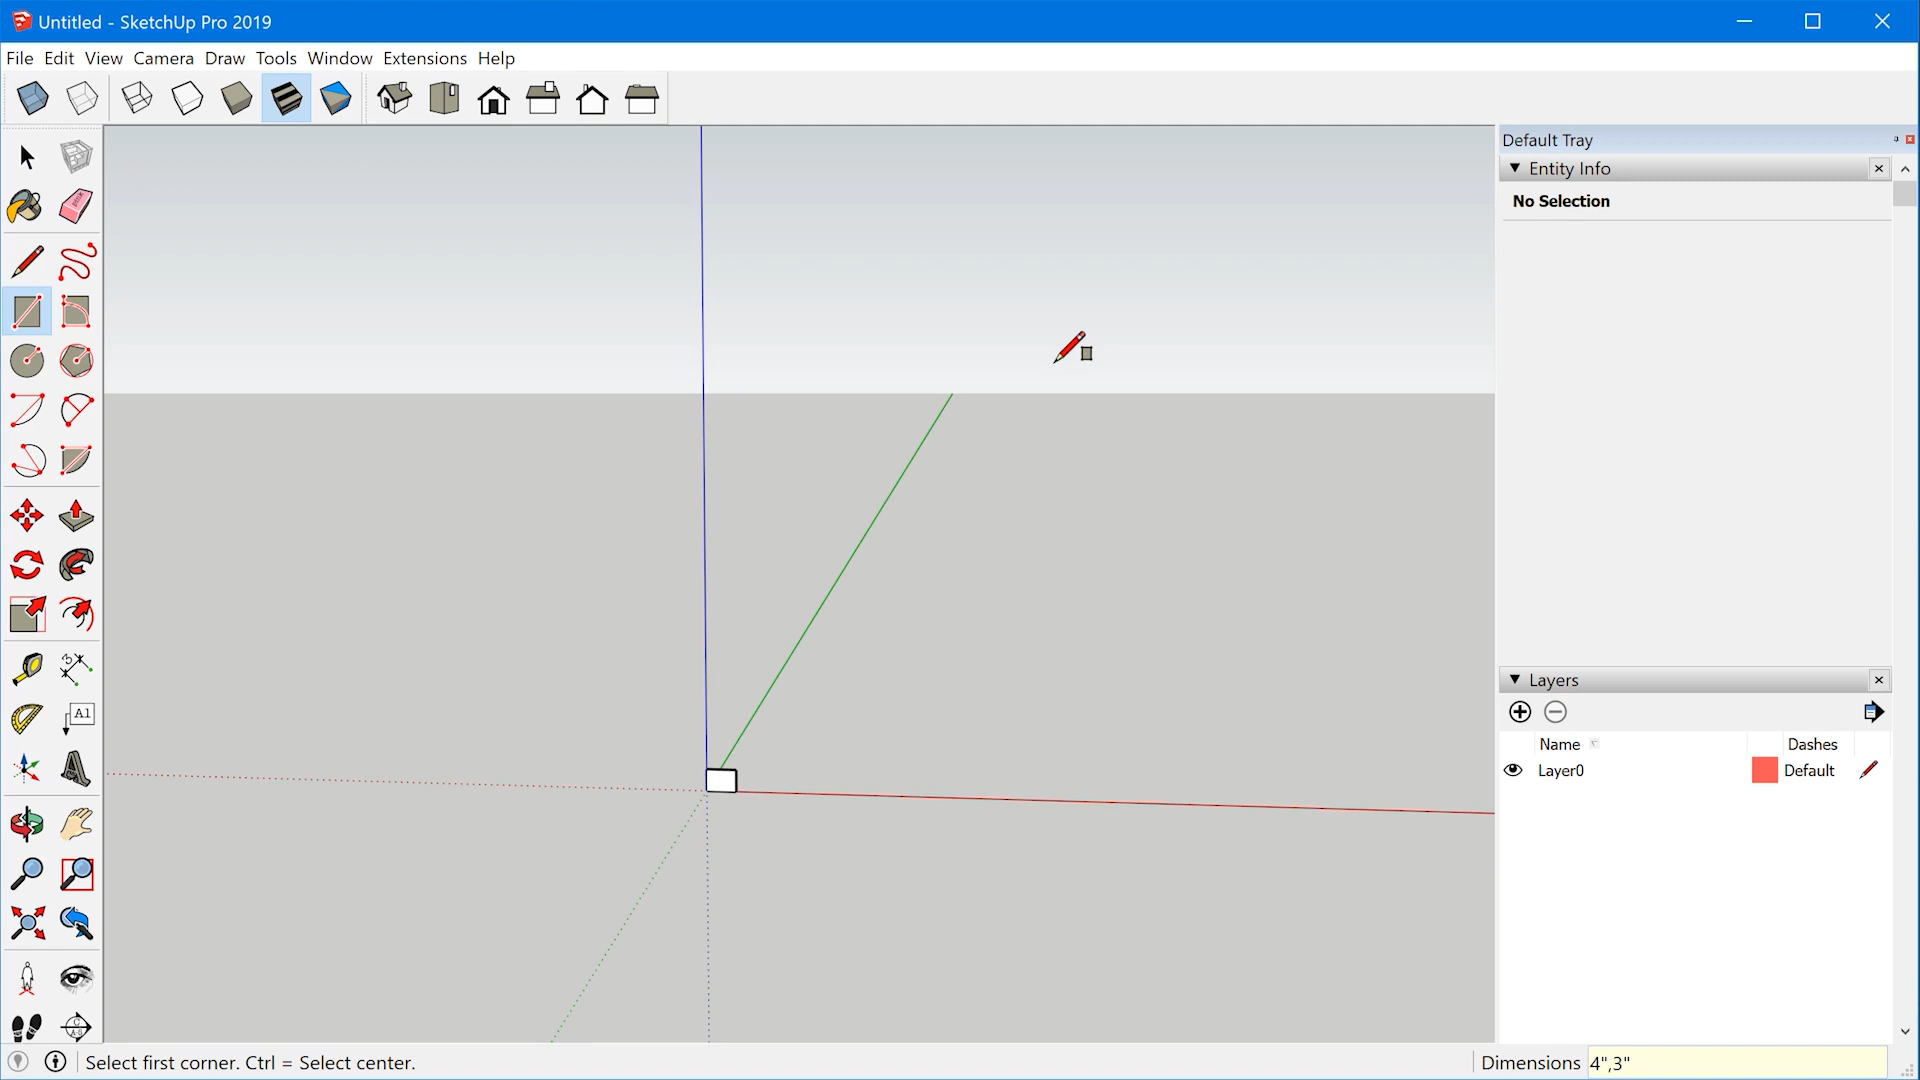 Untitled - SketchUp Pro 2019
File Edit View Camera Draw Tools Window Extensions Help
Default Tray
Entity Info
No Selection
A1
Layers
Name Dashes
Layer0 Default
Select first corner. Ctrl = Select center.
Dimensions 4",3"